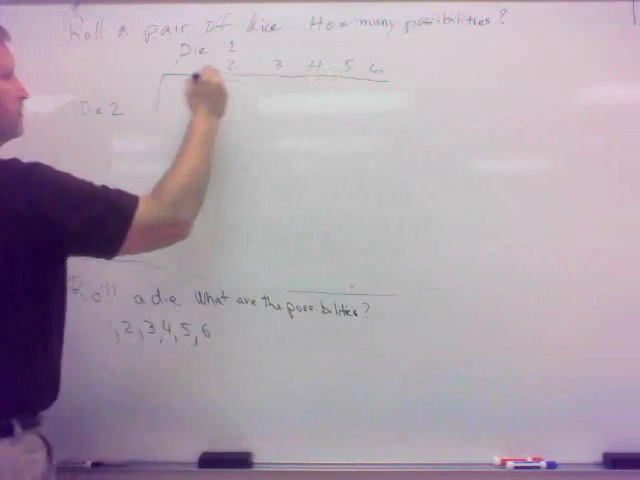 Roll a pair of dice. How many possibilities?
Die 1
1 2 3 4 5 6
Die 2
Roll a die What are the possibilities?
1,2,3,4,5,6